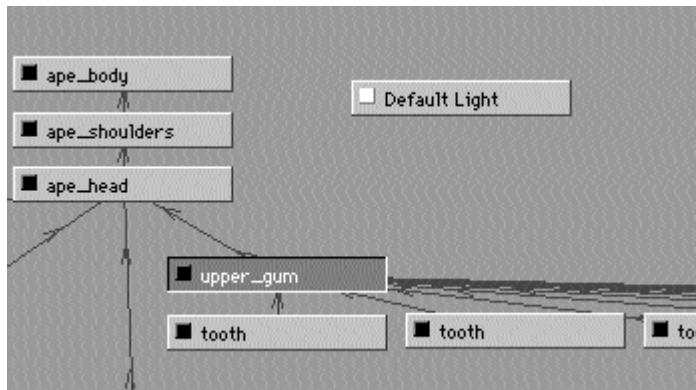 ape_body
Default Light
ape_shoulders
ape_head
upper_gum
tooth
tooth